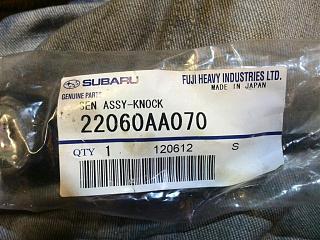 SUBARU
FUJI HEAVY INDUSTRIES LTD.
GENUINE PARTS
MADE IN JAPAN
SEN ASSY-KNOCK
22060AA070
QTY 1 120612 S